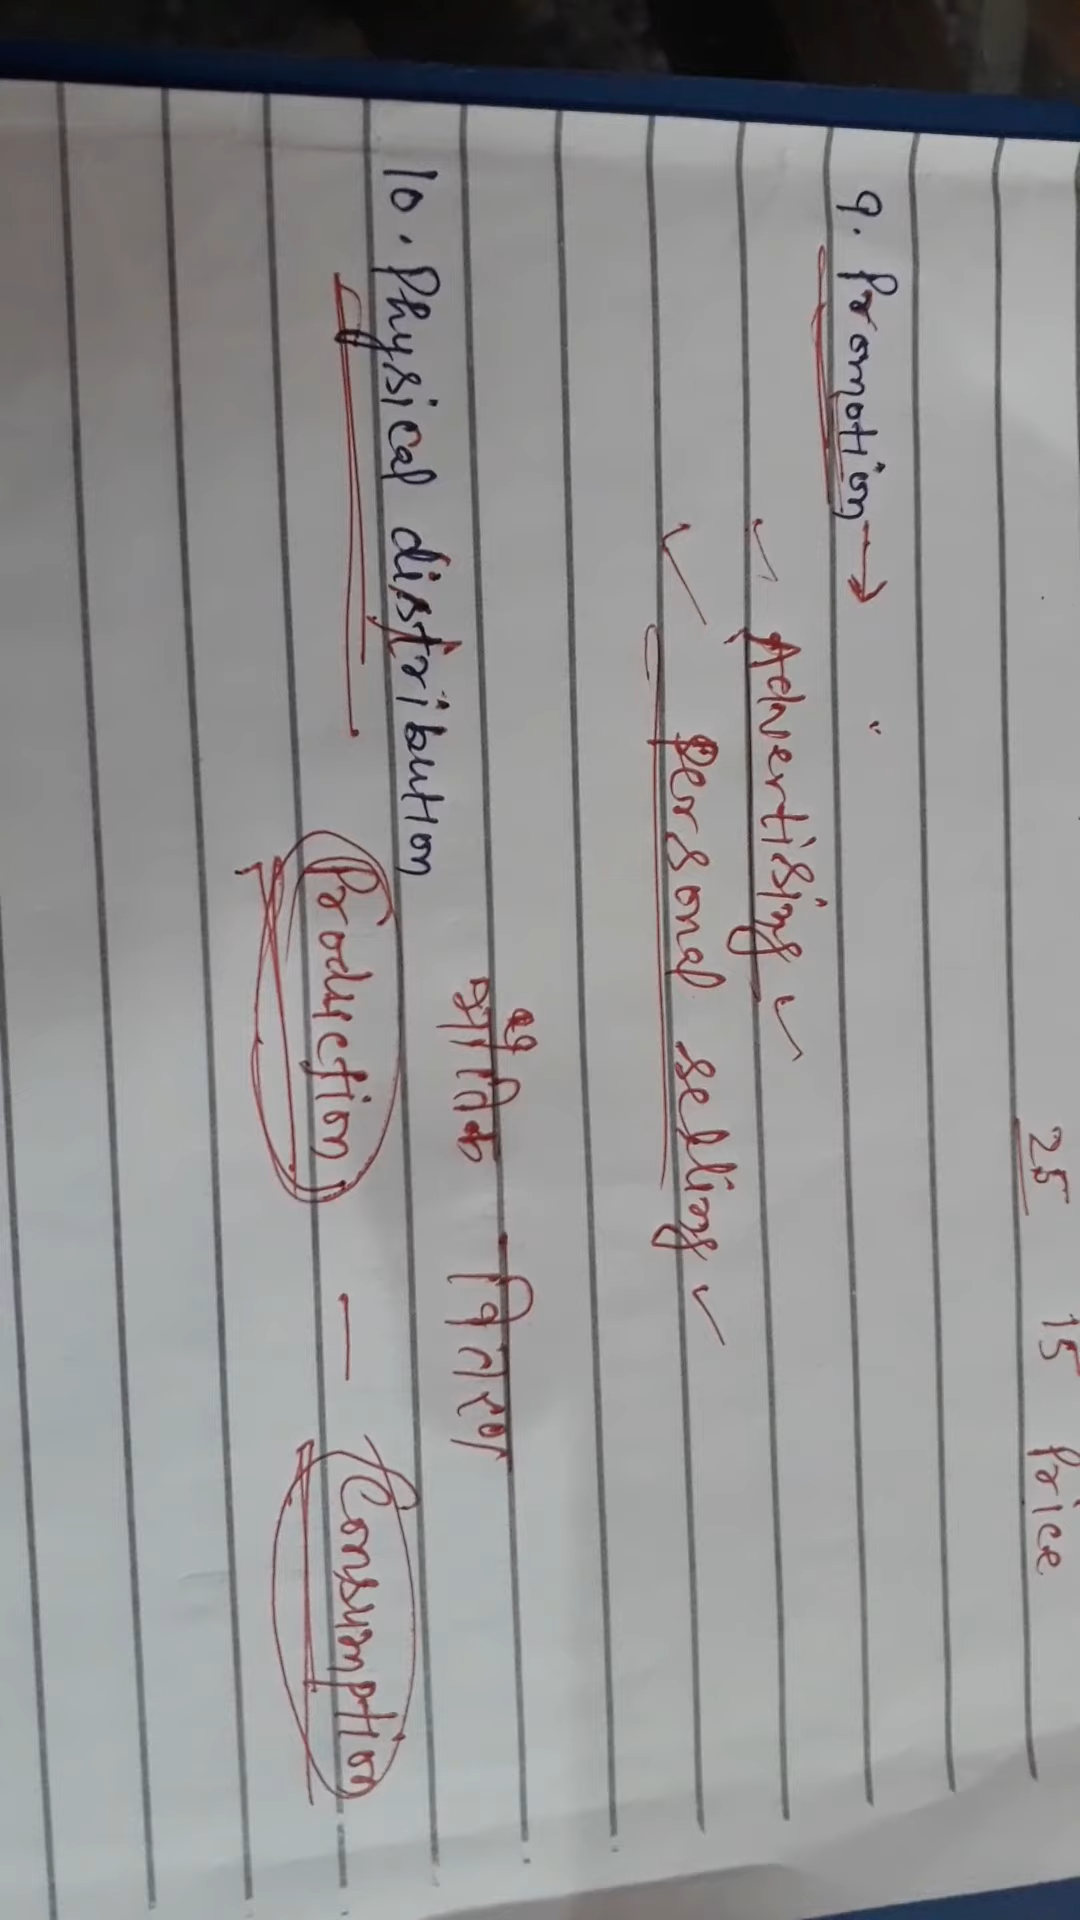 25 15 Price
9. Promotion →
✓ Advertising ✓
✓ Personal selling ✓
वितरण
10. Physical distribution
Production — Consumption